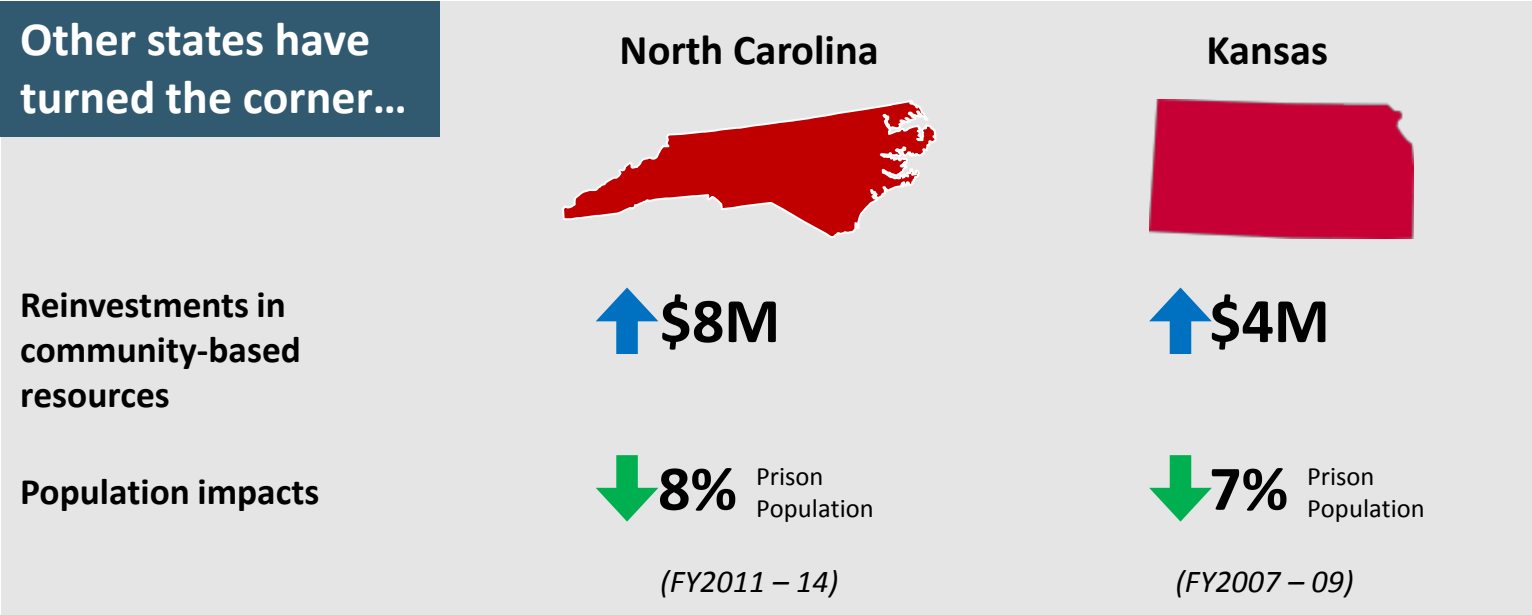 Other states have
turned the corner…
North Carolina
Kansas
Reinvestments in
community-based
resources
$8M
$4M
Population impacts
8%
Prison
Population
7%
Prison
Population
(FY2011 – 14)
(FY2007 – 09)